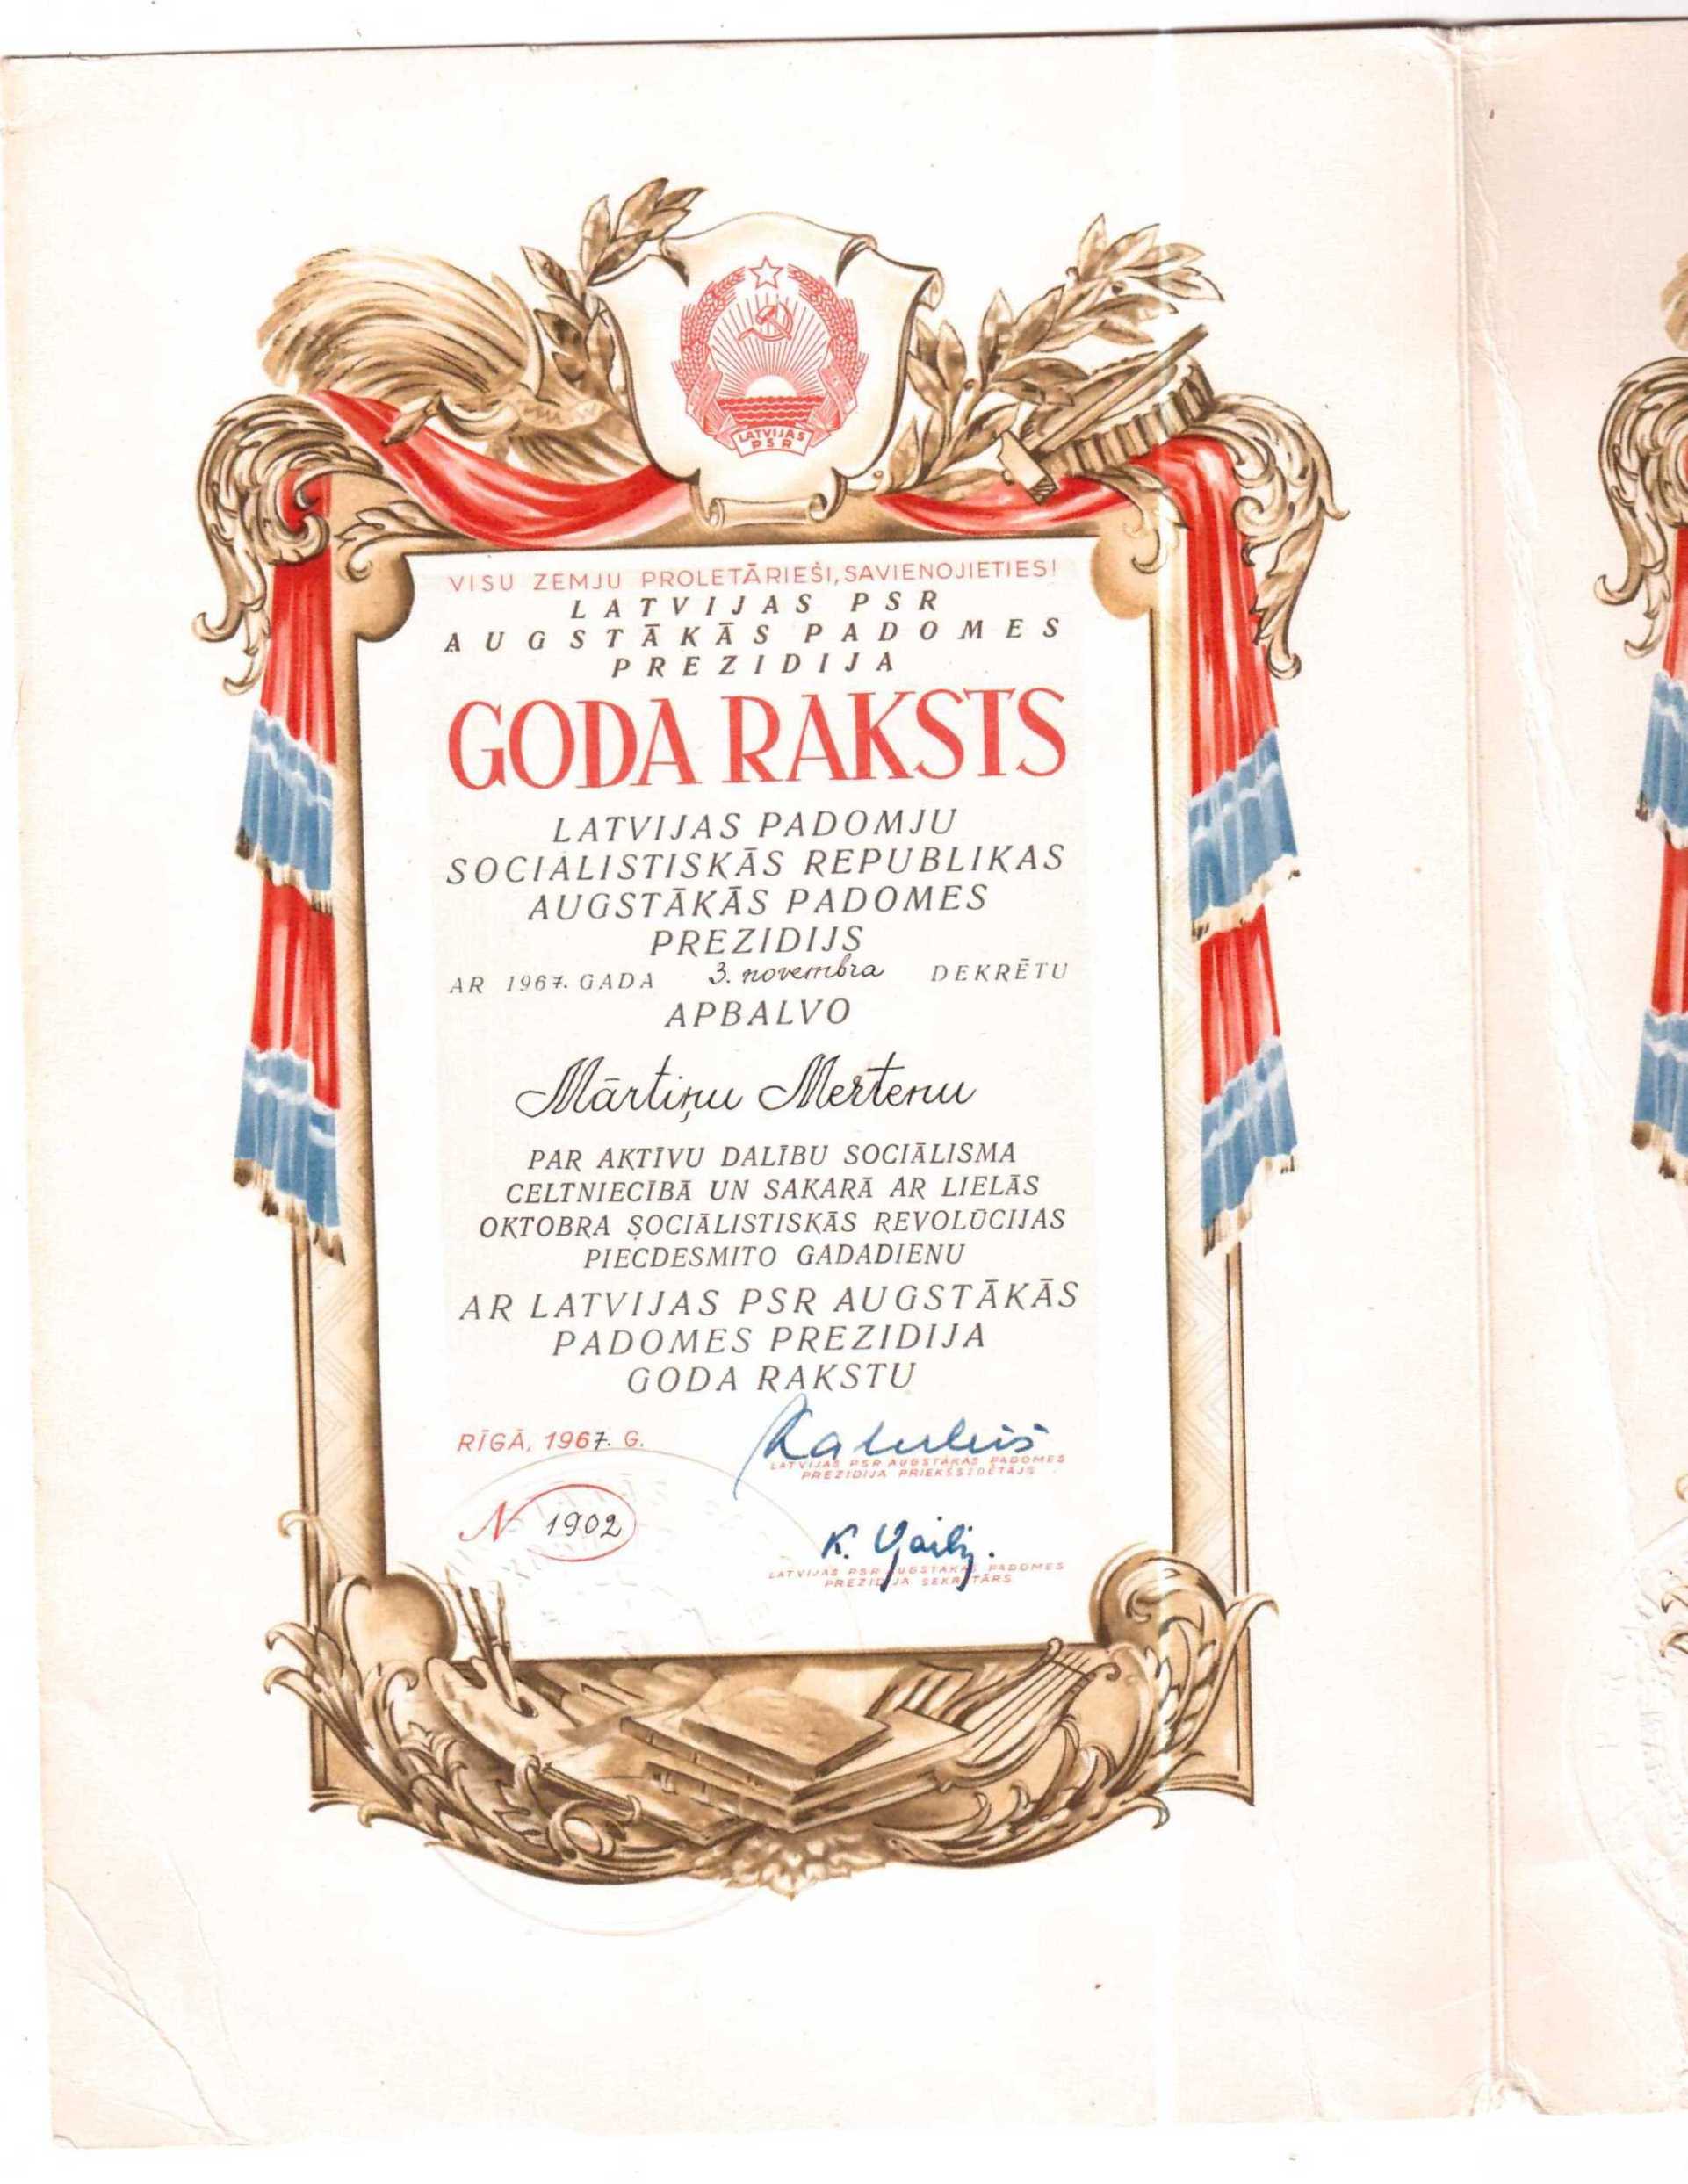 LATVIJAS
PSR
VISU ZEMJU PROLETĀRIEŠI, SAVIENOJIETIES!
LATVIJAS PSR
AUGSTĀKĀS PADOMES
PREZIDIJA
GODA RAKSTS
LATVIJAS PADOMJU
SOCIĀLISTISKĀS REPUBLIKAS
AUGSTĀKĀS PADOMES
PREZIDIJS
AR 1967. GADA 3. novembra DEKRĒTU
APBALVO
Mārtiņu Mertenu
PAR AKTĪVU DALĪBU SOCIĀLISMA
CELTNIECĪBĀ UN SAKARĀ AR LIELĀS
OKTOBRA SOCIĀLISTISKĀS REVOLŪCIJAS
PIECDESMITO GADADIENU
AR LATVIJAS PSR AUGSTĀKĀS
PADOMES PREZIDIJA
GODA RAKSTU
RĪGĀ, 1967. G.
LATVIJAS PSR AUGSTĀKĀS PADOMES
PREZIDIJA PRIEKŠSĒDĒTĀJS
N 1902
K. Gailis.
LATVIJAS PSR AUGSTĀKĀS PADOMES
PREZIDIJA SEKRETĀRS